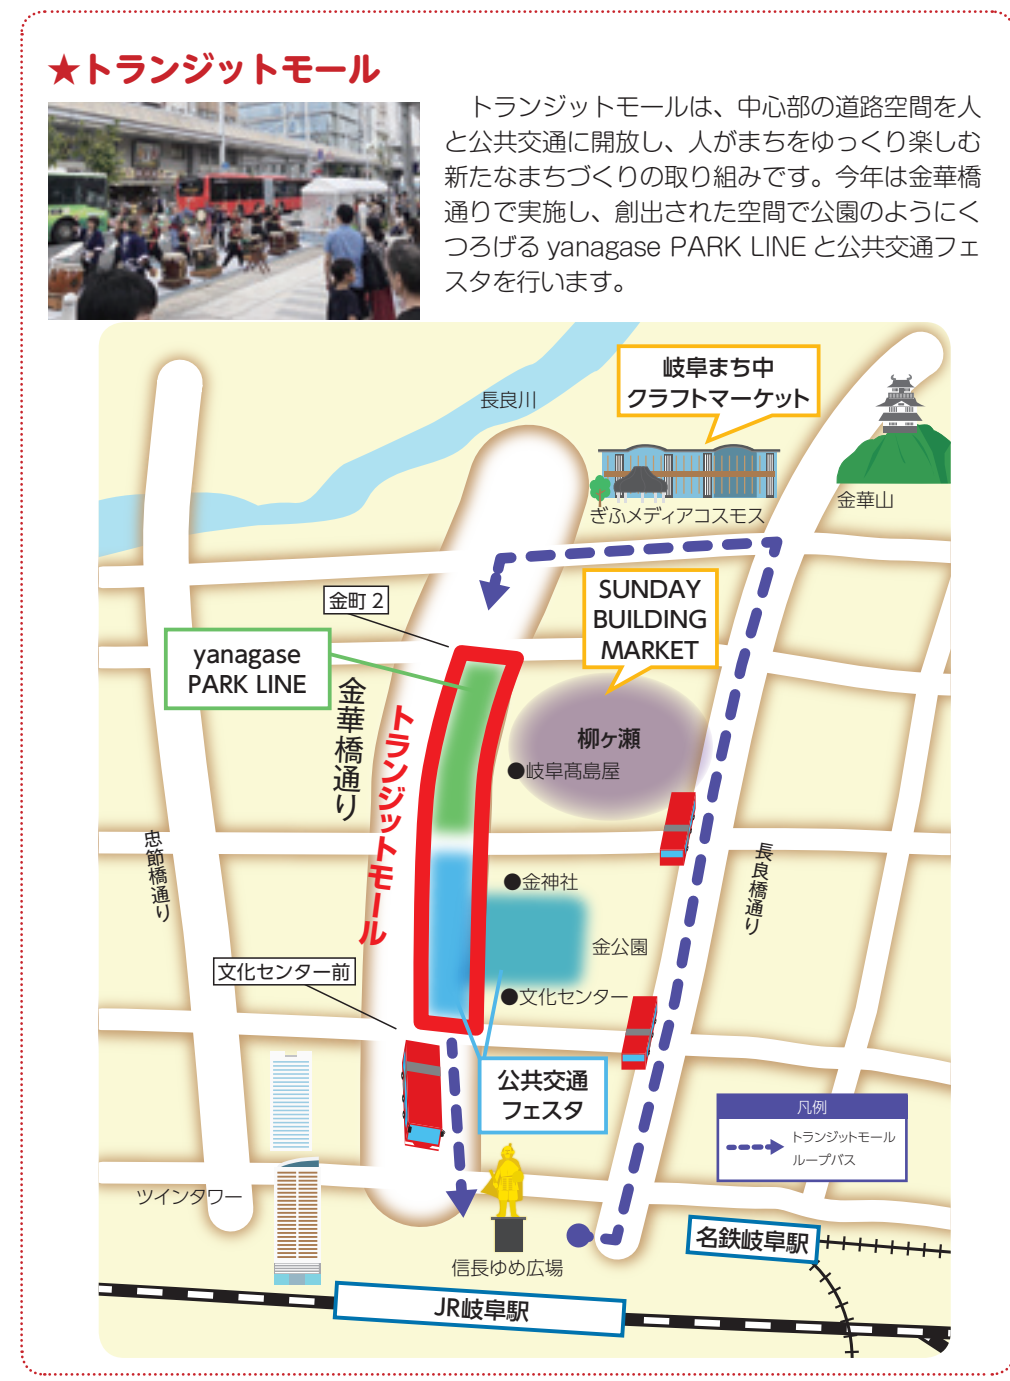 ★トランジットモール
トランジットモールは、中心部の道路空間を人
と公共交通に開放し、人がまちをゆっくり楽しむ
新たなまちづくりの取り組みです。今年は金華橋
通りで実施し、創出された空間で公園のようにく
つろげる yanagase PARK LINE と公共交通フェ
スタを行います。
岐阜まち中
クラフトマーケット
長良川
金華山
ぎふメディアコスモス
金町 2
SUNDAY
BUILDING
MARKET
yanagase
PARK LINE
金華橋通り
トランジットモール
柳ヶ瀬
●岐阜髙島屋
忠節橋通り
長良橋通り
●金神社
金公園
文化センター前
●文化センター
公共交通
フェスタ
凡例
トランジットモール
ループバス
ツインタワー
信長ゆめ広場
名鉄岐阜駅
JR岐阜駅